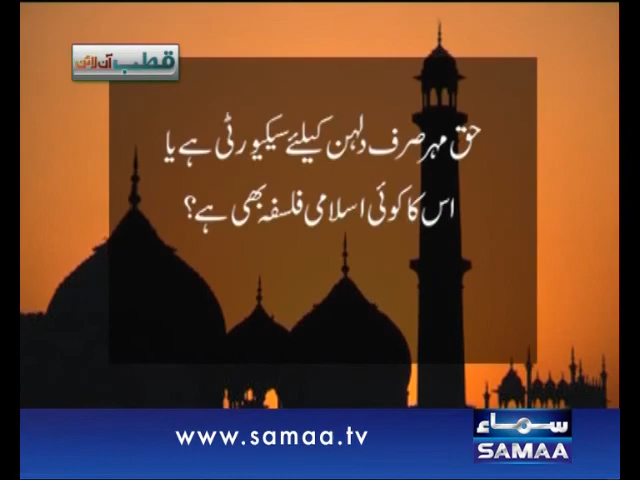 قطب آن لائن
حق مہر صرف دلہن کیلئے سیکیورٹی ہے یا
اس کا کوئی اسلامی فلسفہ بھی ہے؟
www.samaa.tv
سماء
SAMAA